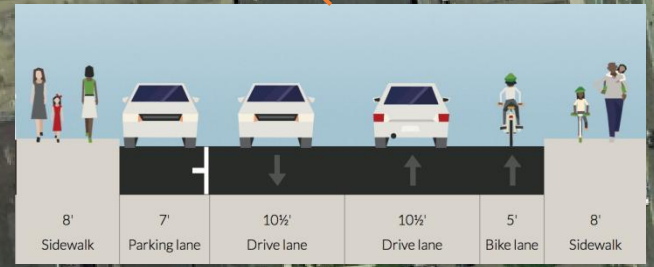 8' 7' 10½' 10½' 5' 8'
Sidewalk Parking lane Drive lane Drive lane Bike lane Sidewalk